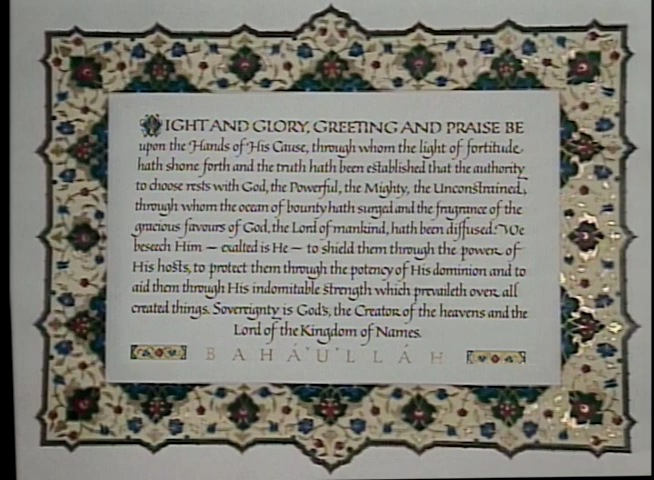 LIGHT AND GLORY, GREETING AND PRAISE BE
upon the Hands of His Cause, through whom the light of fortitude
hath shone forth and the truth hath been established that the authority
to choose rests with God, the Powerful, the Mighty, the Unconstrained,
through whom the ocean of bounty hath surged and the fragrance of the
gracious favours of God, the Lord of mankind, hath been diffused. We
beseech Him — exalted is He — to shield them through the power of
His hosts, to protect them through the potency of His dominion and to
aid them through His indomitable strength which prevaileth over all
created things. Sovereignty is God's, the Creator of the heavens and the
Lord of the Kingdom of Names.
BAHÁ'U'LLÁH